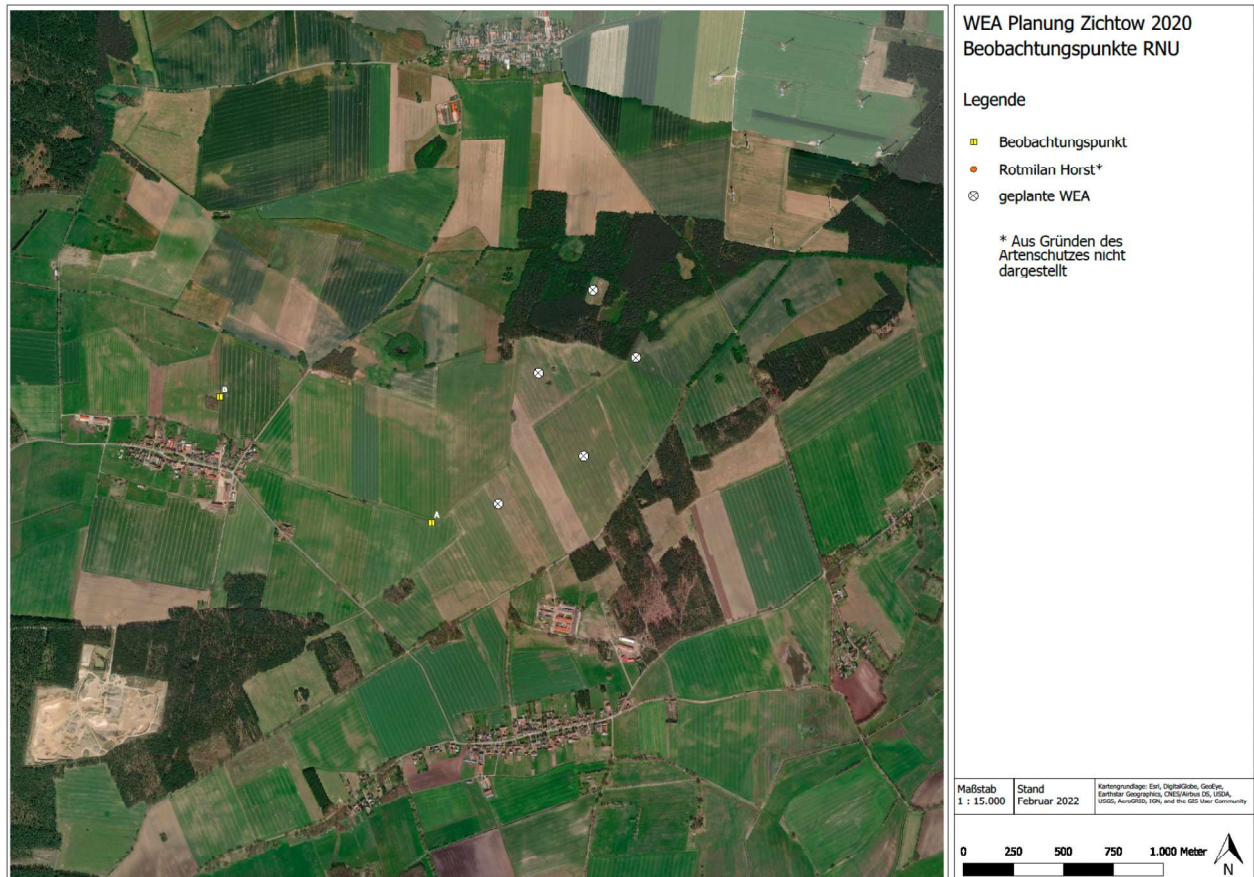 WEA Planung Zichtow 2020
Beobachtungspunkte RNU
Legende
Beobachtungspunkt
Rotmilan Horst*
geplante WEA
* Aus Gründen des
Artenschutzes nicht
dargestellt
B
A
Maßstab
1 : 15.000
Stand
Februar 2022
Kartengrundlage: Esri, DigitalGlobe, GeoEye,
Earthstar Geographics, CNES/Airbus DS, USDA,
USGS, AeroGRID, IGN, and the GIS User Community
0 250 500 750 1.000 Meter
N